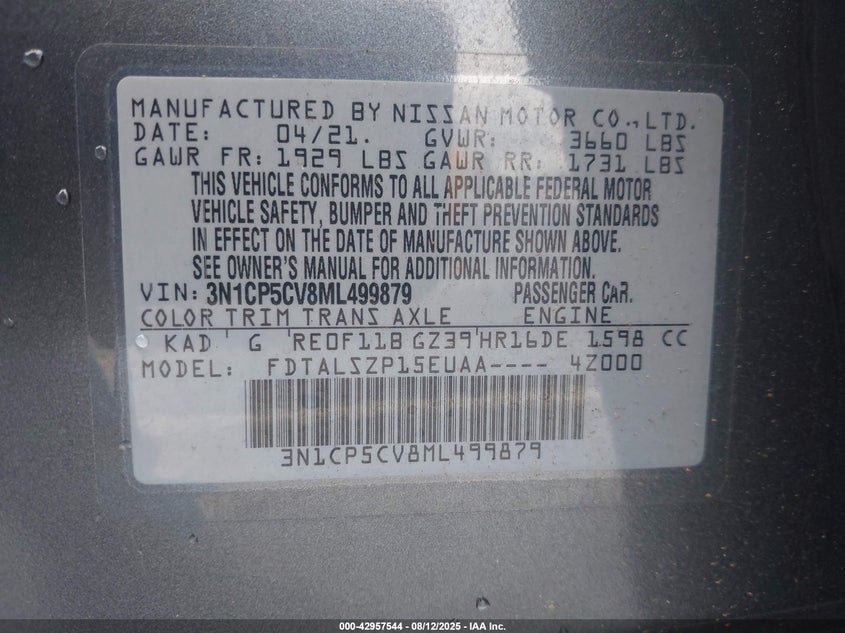 MANUFACTURED BY NISSAN MOTOR CO., LTD.
DATE: 04/21. GVWR: 3660 LBS
GAWR FR: 1929 LBS GAWR RR: 1731 LBS
THIS VEHICLE CONFORMS TO ALL APPLICABLE FEDERAL MOTOR
VEHICLE SAFETY, BUMPER AND THEFT PREVENTION STANDARDS
IN EFFECT ON THE DATE OF MANUFACTURE SHOWN ABOVE.
SEE OWNER'S MANUAL FOR ADDITIONAL INFORMATION.
VIN: 3N1CP5CV8ML499879 PASSENGER CAR.
COLOR TRIM TRANS AXLE ENGINE
KAD G RE0F11B GZ39 HR16DE 1598 CC
MODEL: FDTALSZP15EUAA---- 4Z000
3N1CP5CV8ML499879
000-42957544 - 08/12/2025 - IAA Inc.